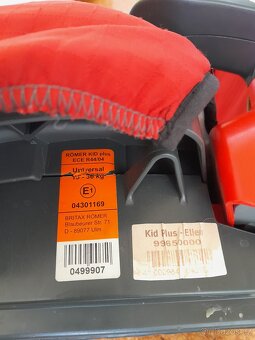 RÖMER KID plus
ECE R44/04
Universal
15 - 36 kg
E1
04301169
BRITAX RÖMER
Blaubeurer Str. 71
D - 89077 Ulm
0499907
Kid Plus - Ellen
99650000